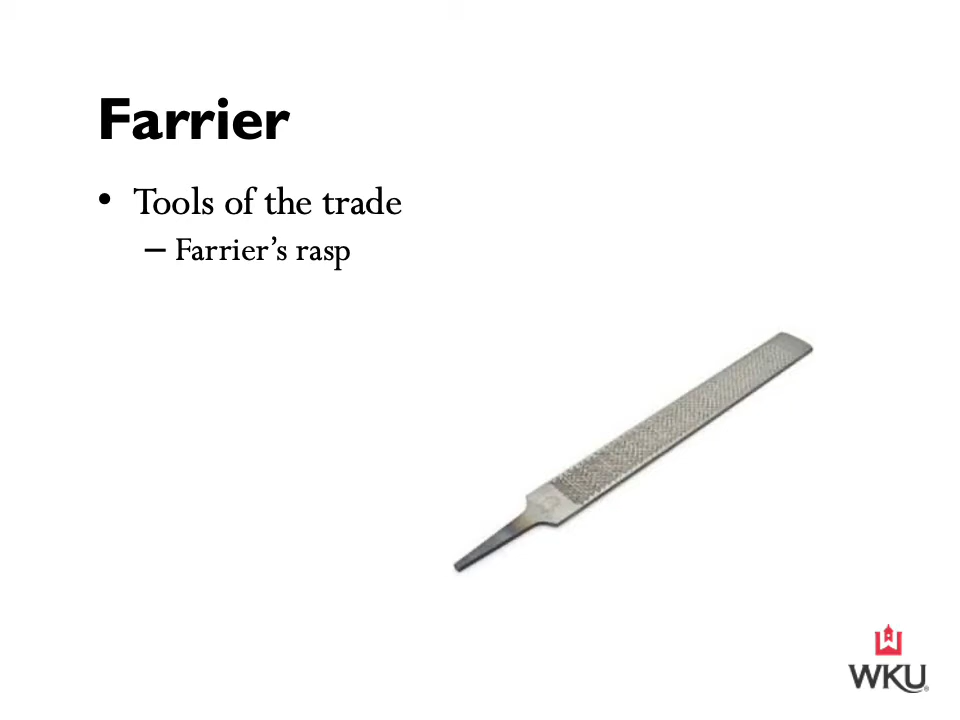 Farrier
• Tools of the trade
– Farrier’s rasp
WKU®